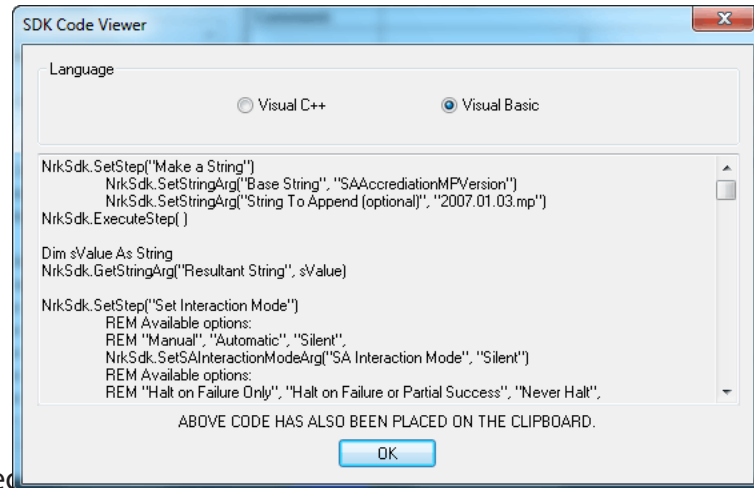 SDK Code Viewer
Language
Visual C++ Visual Basic
NrkSdk.SetStep("Make a String")
NrkSdk.SetStringArg("Base String", "SAAccrediationMPVersion")
NrkSdk.SetStringArg("String To Append (optional)", "2007.01.03.mp")
NrkSdk.ExecuteStep( )
Dim sValue As String
NrkSdk.GetStringArg("Resultant String", sValue)
NrkSdk.SetStep("Set Interaction Mode")
REM Available options:
REM "Manual", "Automatic", "Silent",
NrkSdk.SetSAInteractionModeArg("SA Interaction Mode", "Silent")
REM Available options:
REM "Halt on Failure Only", "Halt on Failure or Partial Success", "Never Halt",
ABOVE CODE HAS ALSO BEEN PLACED ON THE CLIPBOARD.
OK